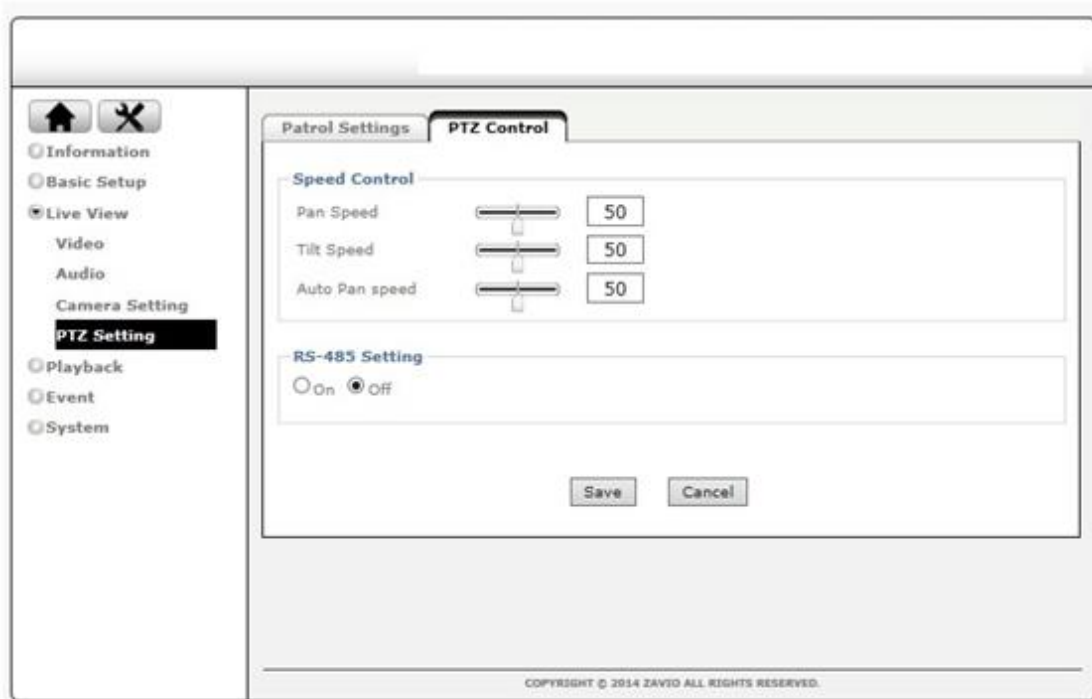 Patrol Settings PTZ Control
Information
Basic Setup
Live View
Video
Audio
Camera Setting
PTZ Setting
Playback
Event
System
Speed Control
Pan Speed 50
Tilt Speed 50
Auto Pan speed 50
RS-485 Setting
On Off
Save Cancel
COPYRIGHT © 2014 ZAVIO ALL RIGHTS RESERVED.